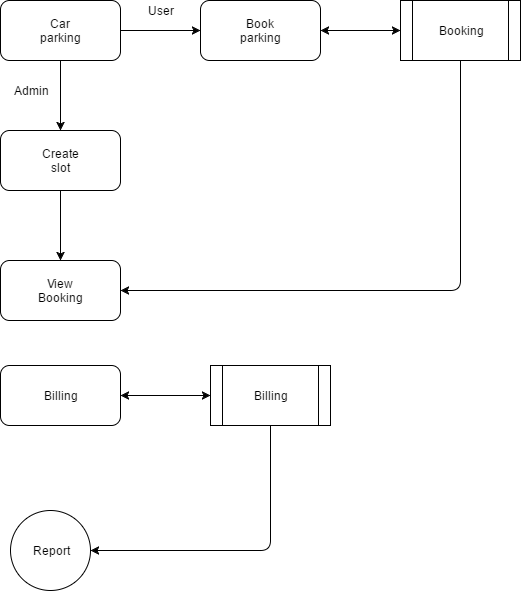 User
Car
parking
Book
parking
Booking
Admin
Create
slot
View
Booking
Billing
Billing
Report